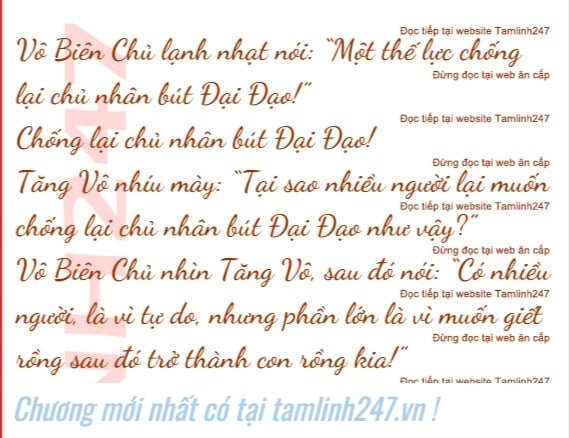 Đọc tiếp tại website Tamlinh247
Vô Biên Chủ lạnh nhạt nói: "Một thế lực chống
Đừng đọc tại web ăn cắp
lại chủ nhân bút Đại Đạo!"
Đọc tiếp tại website Tamlinh247
Chống lại chủ nhân bút Đại Đạo!
Đừng đọc tại web ăn cắp
Tăng Vô nhíu mày: "Tại sao nhiều người lại muốn
Đọc tiếp tại website Tamlinh247
chống lại chủ nhân bút Đại Đạo như vậy?"
Đừng đọc tại web ăn cắp
Vô Biên Chủ nhìn Tăng Vô, sau đó nói: "Có nhiều
Đọc tiếp tại website Tamlinh247
người, là vì tự do, nhưng phần lớn là vì muốn giết
Đừng đọc tại web ăn cắp
rồng sau đó trở thành con rồng kia!"
Đọc tiếp tại website Tamlinh247
NH247
Chương mới nhất có tại tamlinh247.vn !